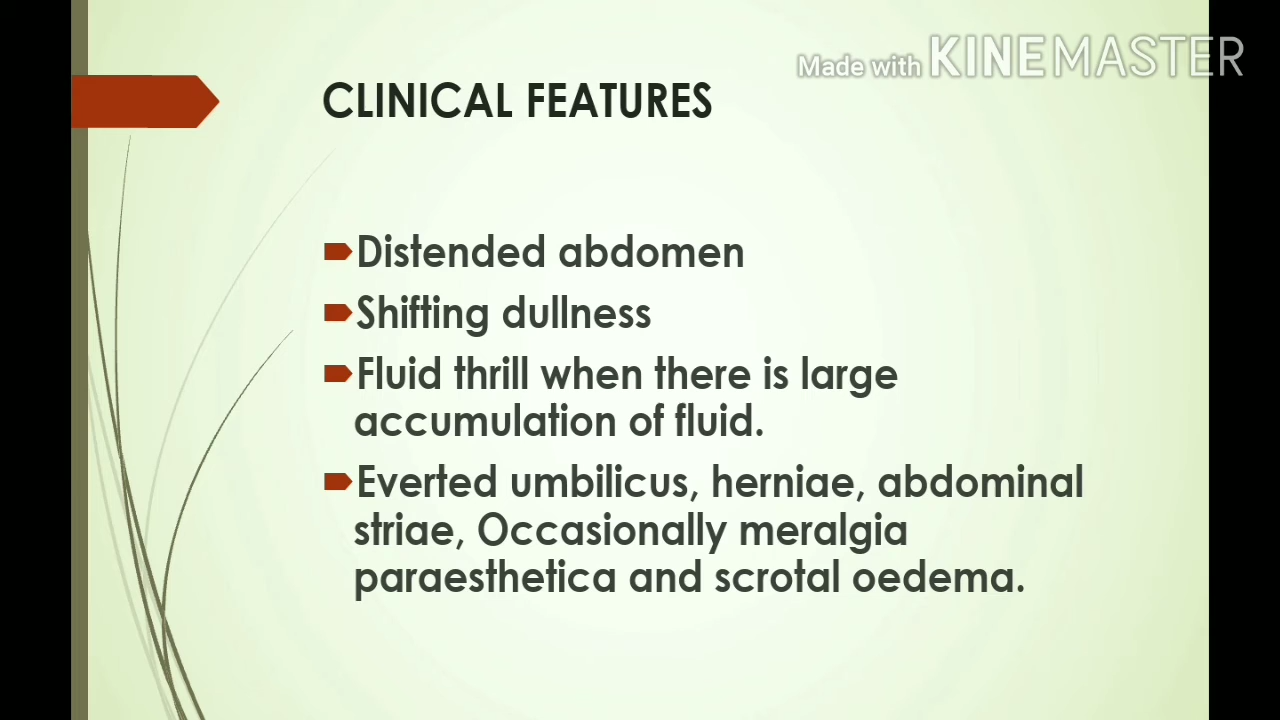 Made with KINEMASTER
CLINICAL FEATURES
Distended abdomen
Shifting dullness
Fluid thrill when there is large
accumulation of fluid.
Everted umbilicus, herniae, abdominal
striae, Occasionally meralgia
paraesthetica and scrotal oedema.